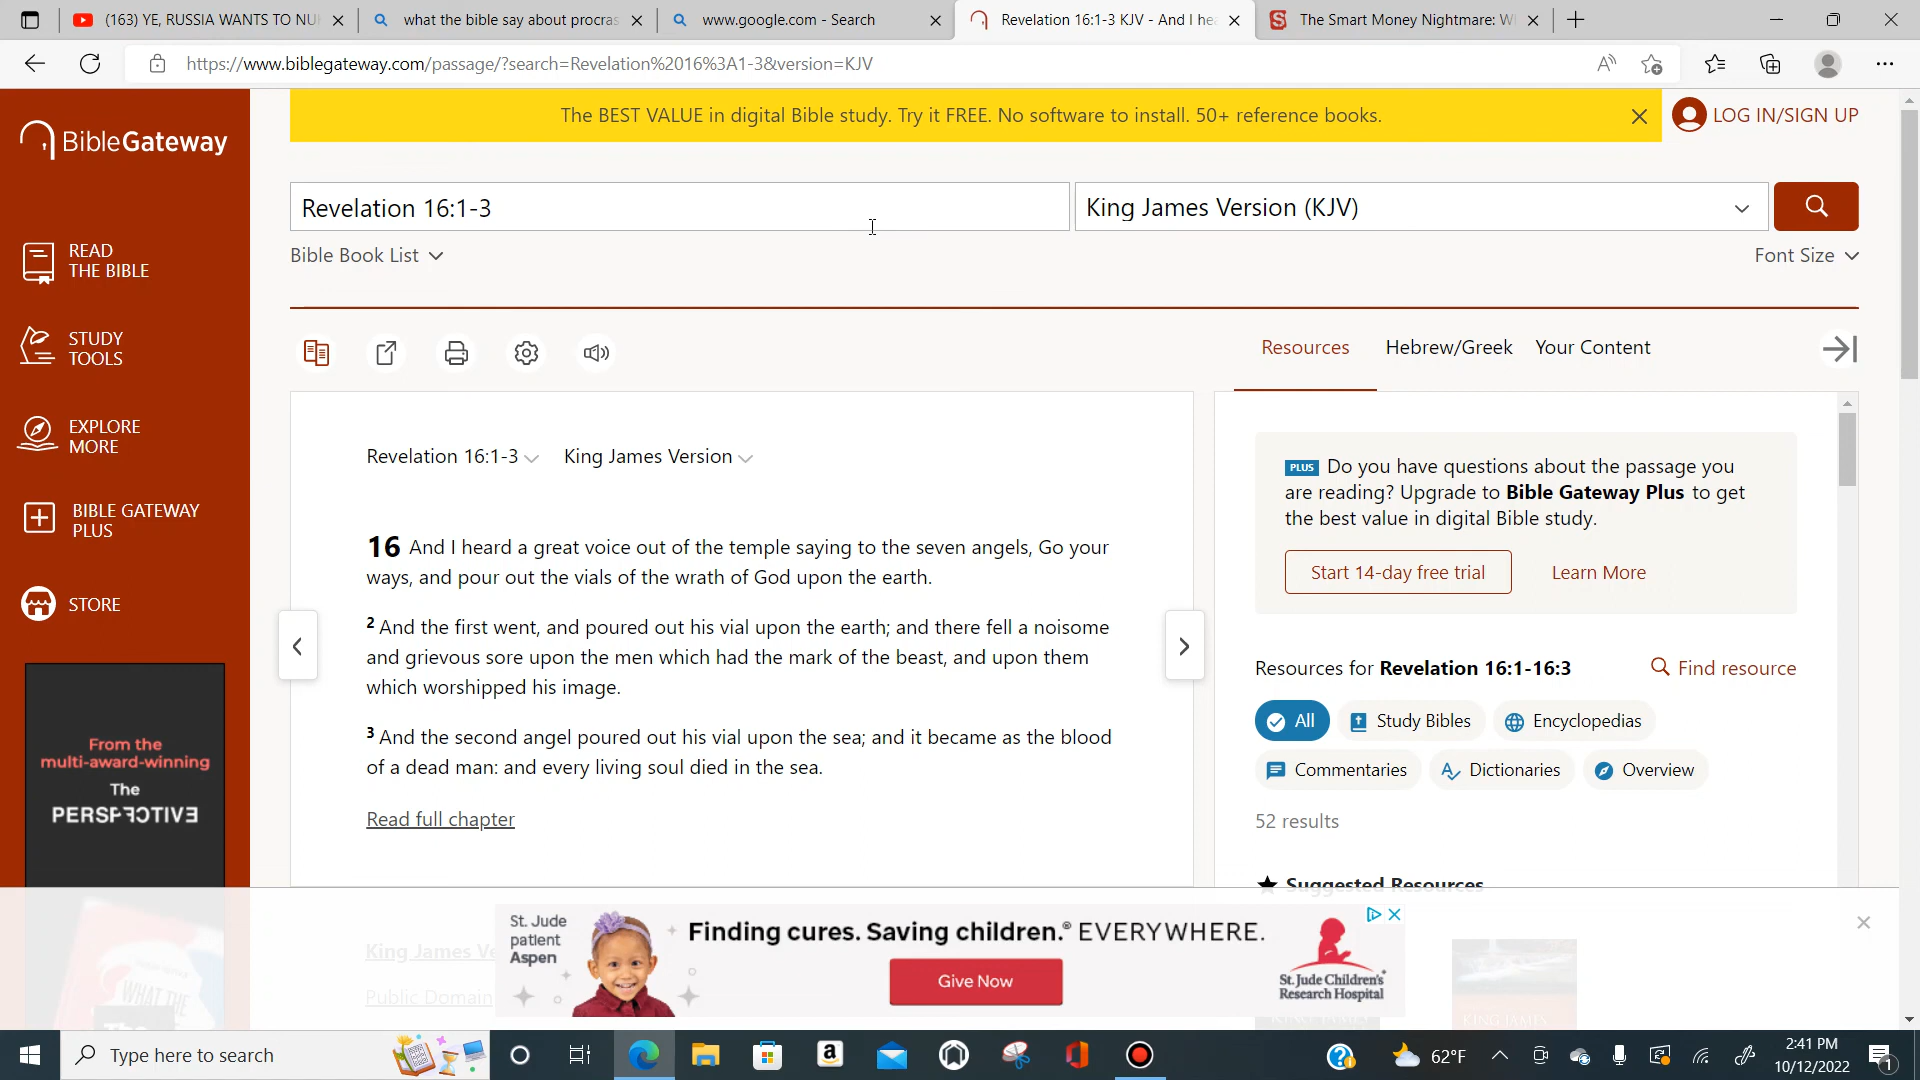 (163) YE, RUSSIA WANTS TO NU
what the bible say about procras
www.google.com - Search
Revelation 16:1-3 KJV - And I he
The Smart Money Nightmare: W
https://www.biblegateway.com/passage/?search=Revelation%2016%3A1-3&version=KJV
BibleGateway
The BEST VALUE in digital Bible study. Try it FREE. No software to install. 50+ reference books.
LOG IN/SIGN UP
Revelation 16:1-3
King James Version (KJV)
Bible Book List
Font Size
READ
THE BIBLE
STUDY
TOOLS
EXPLORE
MORE
BIBLE GATEWAY
PLUS
STORE
From the
multi-award-winning
The
PERSPECTIVE
Resources
Hebrew/Greek
Your Content
Revelation 16:1-3
King James Version
16 And I heard a great voice out of the temple saying to the seven angels, Go your
ways, and pour out the vials of the wrath of God upon the earth.
2 And the first went, and poured out his vial upon the earth; and there fell a noisome
and grievous sore upon the men which had the mark of the beast, and upon them
which worshipped his image.
3 And the second angel poured out his vial upon the sea; and it became as the blood
of a dead man: and every living soul died in the sea.
Read full chapter
PLUS Do you have questions about the passage you
are reading? Upgrade to Bible Gateway Plus to get
the best value in digital Bible study.
Start 14-day free trial
Learn More
Resources for Revelation 16:1-16:3
Find resource
All
Study Bibles
Encyclopedias
Commentaries
Dictionaries
Overview
52 results
Suggested Resources
King James Ve
Public Domain
WHAT THE
St. Jude
patient
Aspen
Finding cures. Saving children.® EVERYWHERE.
Give Now
St. Jude Children's
Research Hospital
KING JAMES
Type here to search
62°F
2:41 PM
10/12/2022
1